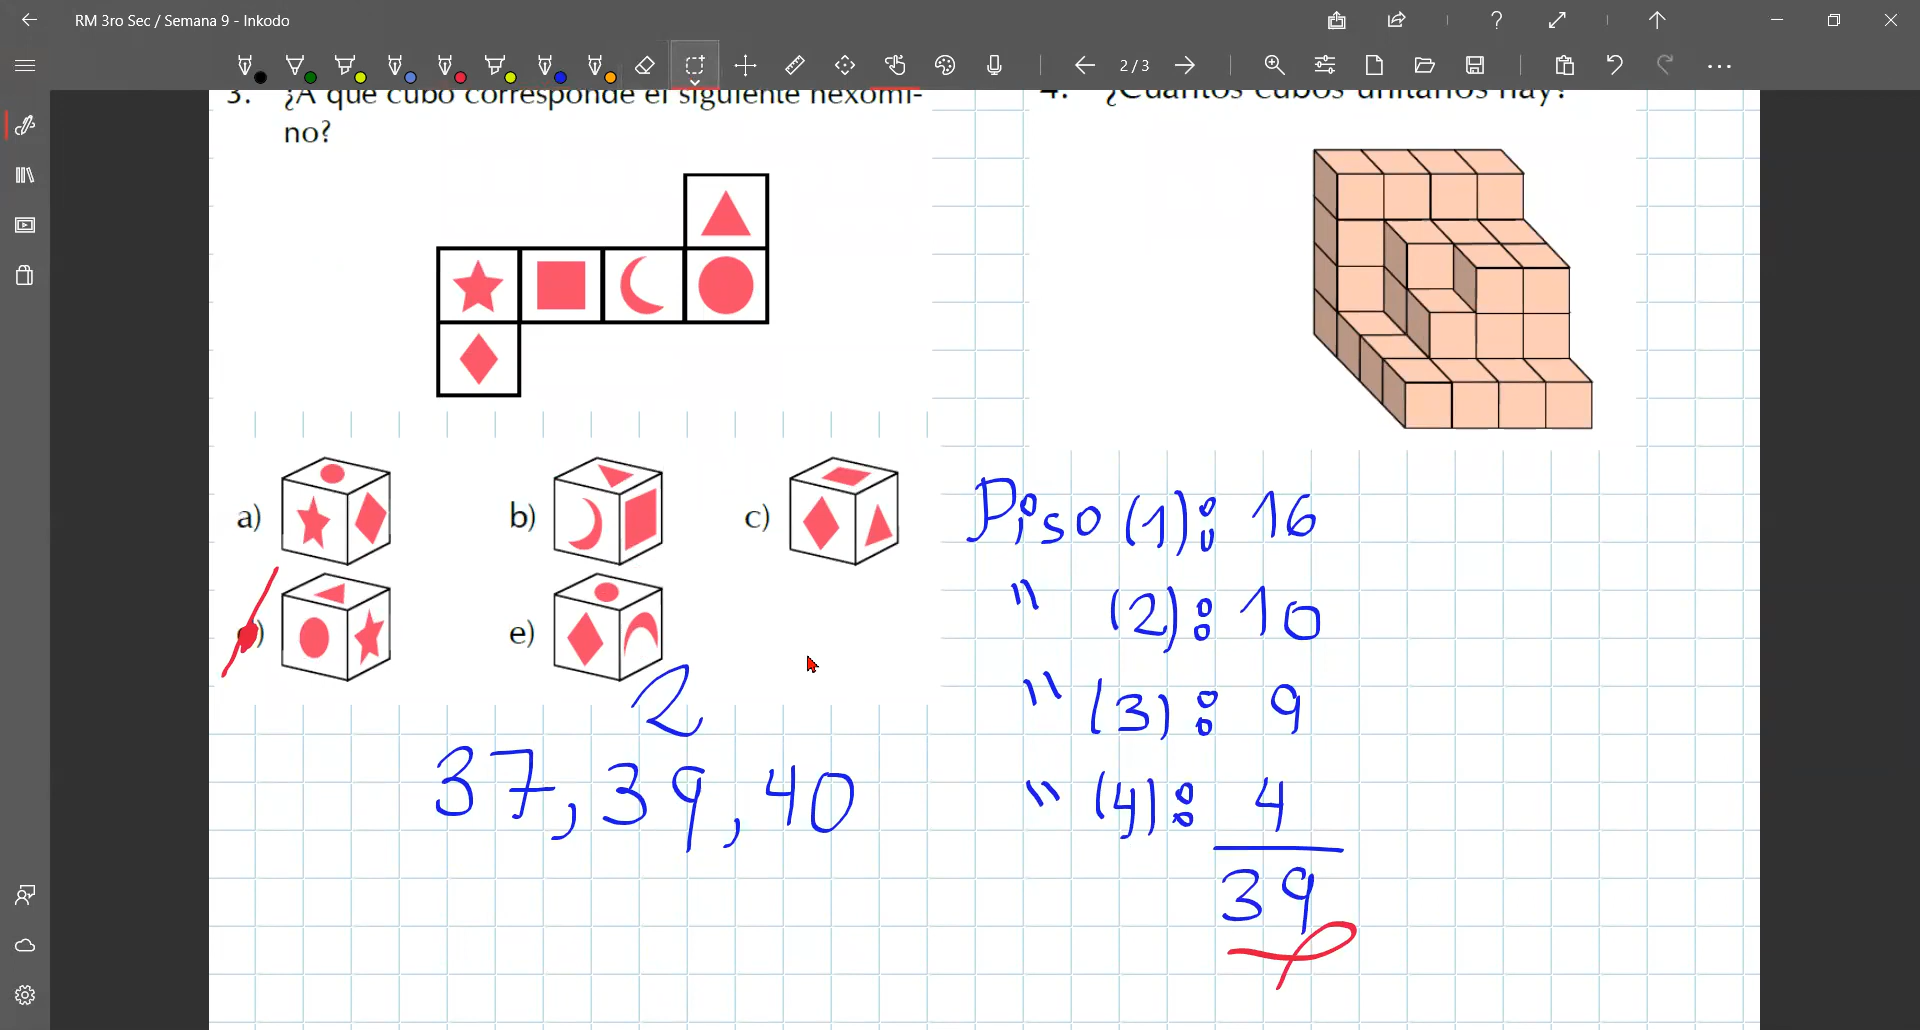 RM 3ro Sec / Semana 9 - Inkodo
2 / 3
3. ¿A qué cubo corresponde el siguiente hexomi-
no?
4. ¿Cuántos cubos unitarios hay?
a)
b)
c)
e)
2
37, 39, 40
Piso (1): 16
" (2): 10
" (3): 9
" (4): 4
39